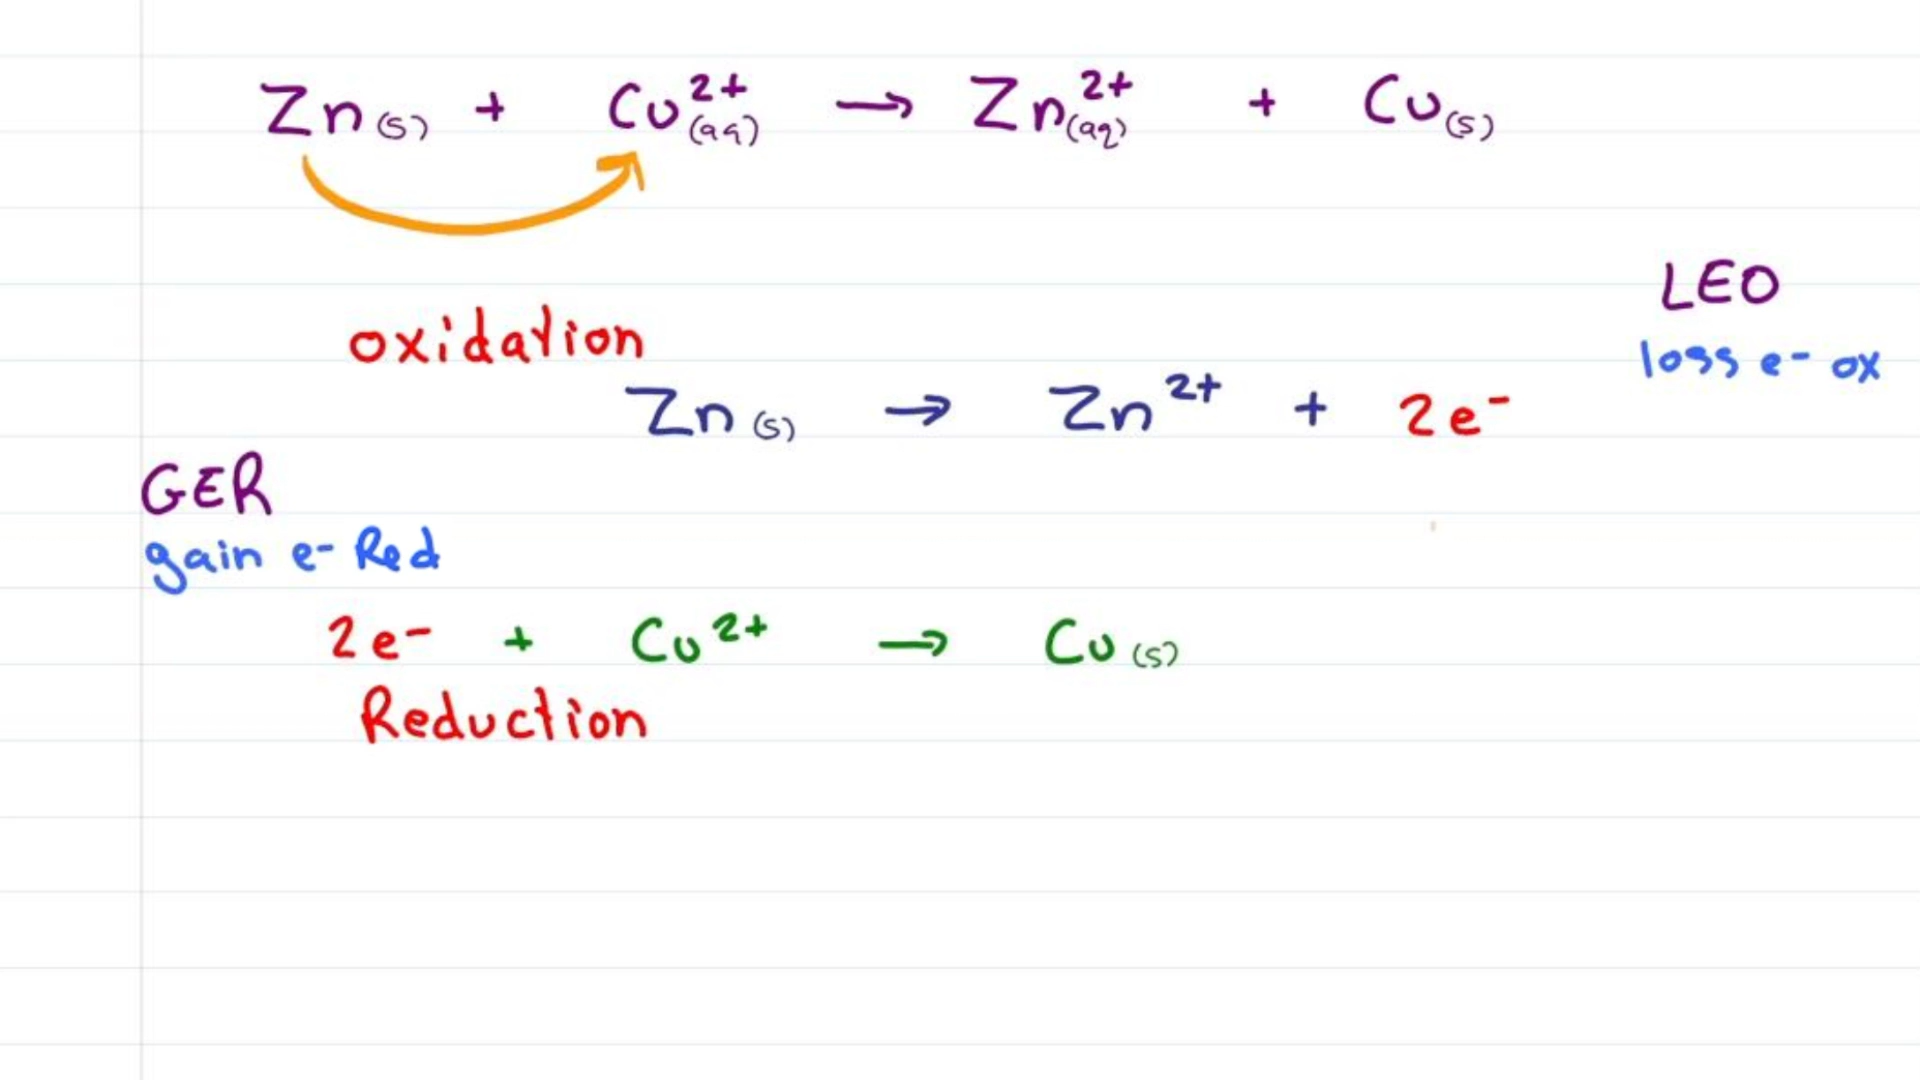 Zn(s) + Cu²⁺(aq) → Zn²⁺(aq) + Cu(s)
LEO
oxidation
loss e⁻ ox
Zn(s) → Zn²⁺ + 2e⁻
GER
gain e⁻ Red
2e⁻ + Cu²⁺ → Cu(s)
Reduction